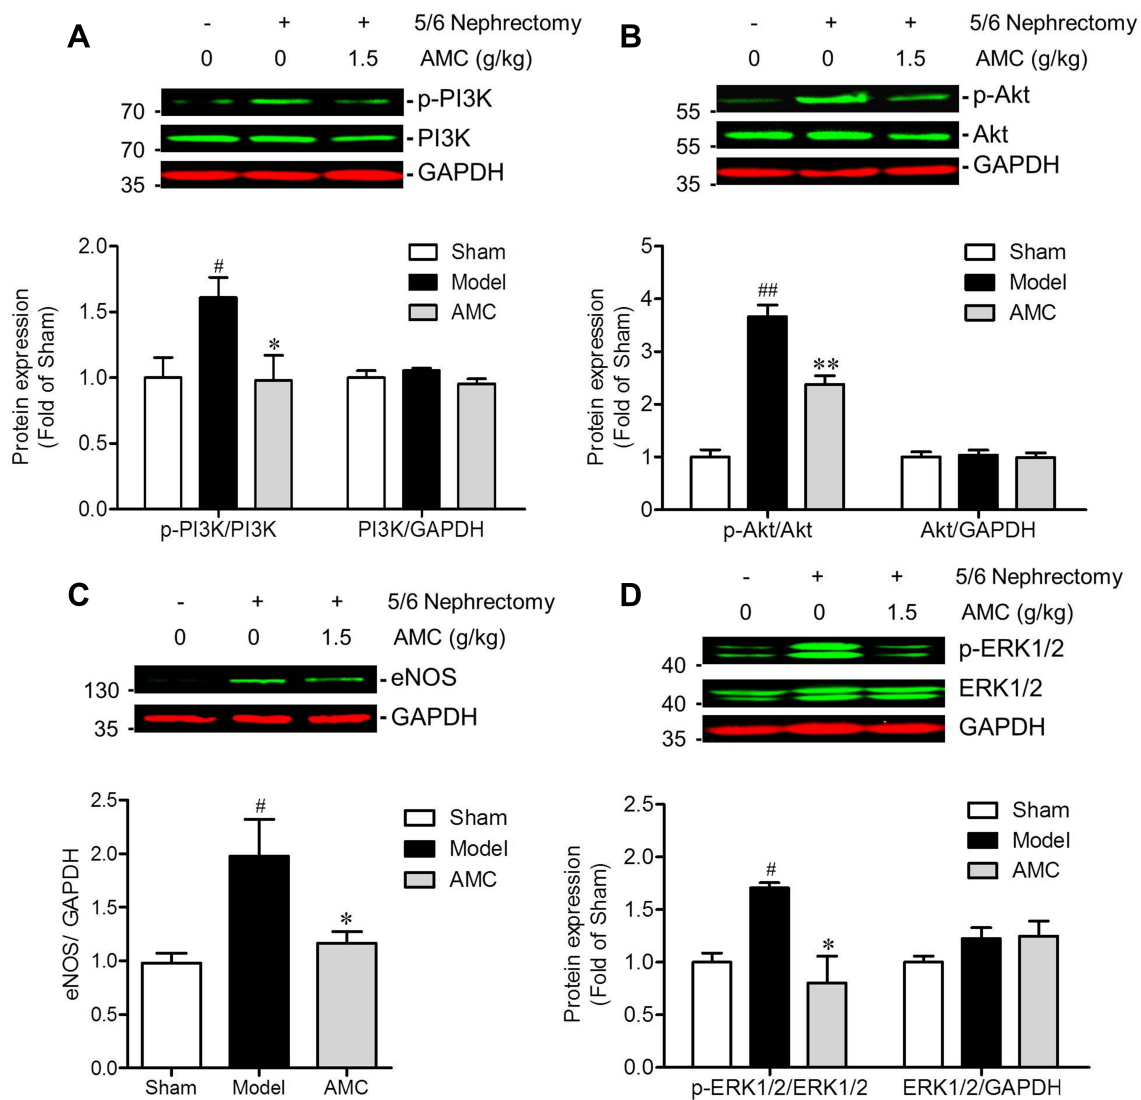 A
- + + 5/6 Nephrectomy
0 0 1.5 AMC (g/kg)
70 - - p-PI3K
70 - - PI3K
35 - - GAPDH
2.0
1.5
1.0
0.5
0.0
Protein expression
(Fold of Sham)
Sham
Model
AMC
#
*
p-PI3K/PI3K PI3K/GAPDH
B
- + + 5/6 Nephrectomy
0 0 1.5 AMC (g/kg)
55 - - p-Akt
55 - - Akt
35 - - GAPDH
5
4
3
2
1
0
Protein expression
(Fold of Sham)
Sham
Model
AMC
##
**
p-Akt/Akt Akt/GAPDH
C
- + + 5/6 Nephrectomy
0 0 1.5 AMC (g/kg)
130 - - eNOS
35 - - GAPDH
2.5
2.0
1.5
1.0
0.5
0.0
eNOS/ GAPDH
Sham
Model
AMC
#
*
Sham Model AMC
D
- + + 5/6 Nephrectomy
0 0 1.5 AMC (g/kg)
40 - p-ERK1/2
40 - ERK1/2
35 - GAPDH
2.5
2.0
1.5
1.0
0.5
0.0
Protein expression
(Fold of Sham)
Sham
Model
AMC
#
*
p-ERK1/2/ERK1/2 ERK1/2/GAPDH